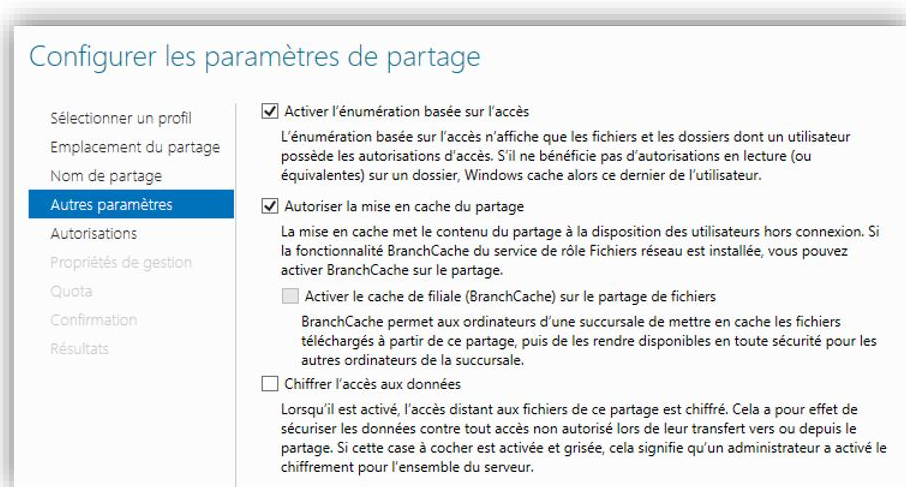 Configurer les paramètres de partage
Sélectionner un profil
Emplacement du partage
Nom de partage
Autres paramètres
Autorisations
Propriétés de gestion
Quota
Confirmation
Résultats
Activer l'énumération basée sur l'accès
L'énumération basée sur l'accès n'affiche que les fichiers et les dossiers dont un utilisateur
possède les autorisations d'accès. S'il ne bénéficie pas d'autorisations en lecture (ou
équivalentes) sur un dossier, Windows cache alors ce dernier de l'utilisateur.
Autoriser la mise en cache du partage
La mise en cache met le contenu du partage à la disposition des utilisateurs hors connexion. Si
la fonctionnalité BranchCache du service de rôle Fichiers réseau est installée, vous pouvez
activer BranchCache sur le partage.
Activer le cache de filiale (BranchCache) sur le partage de fichiers
BranchCache permet aux ordinateurs d'une succursale de mettre en cache les fichiers
téléchargés à partir de ce partage, puis de les rendre disponibles en toute sécurité pour les
autres ordinateurs de la succursale.
Chiffrer l'accès aux données
Lorsqu'il est activé, l'accès distant aux fichiers de ce partage est chiffré. Cela a pour effet de
sécuriser les données contre tout accès non autorisé lors de leur transfert vers ou depuis le
partage. Si cette case à cocher est activée et grisée, cela signifie qu'un administrateur a activé le
chiffrement pour l'ensemble du serveur.